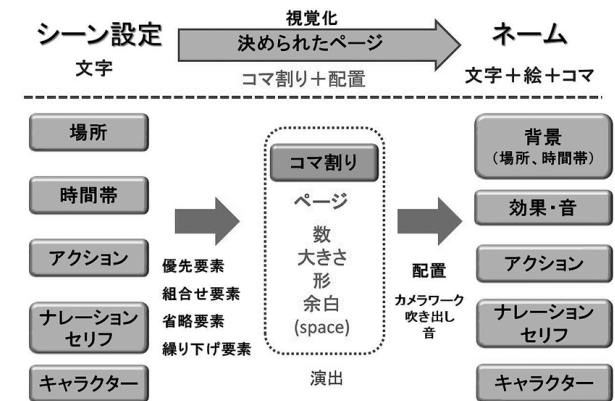 シーン設定
文字
視覚化
決められたページ
コマ割り＋配置
ネーム
文字＋絵＋コマ
場所
時間帯
アクション
ナレーション
セリフ
キャラクター
優先要素
組合せ要素
省略要素
繰り下げ要素
コマ割り
ページ
数
大きさ
形
余白
(space)
演出
配置
カメラワーク
吹き出し
音
背景
（場所、時間帯）
効果・音
アクション
ナレーション
セリフ
キャラクター